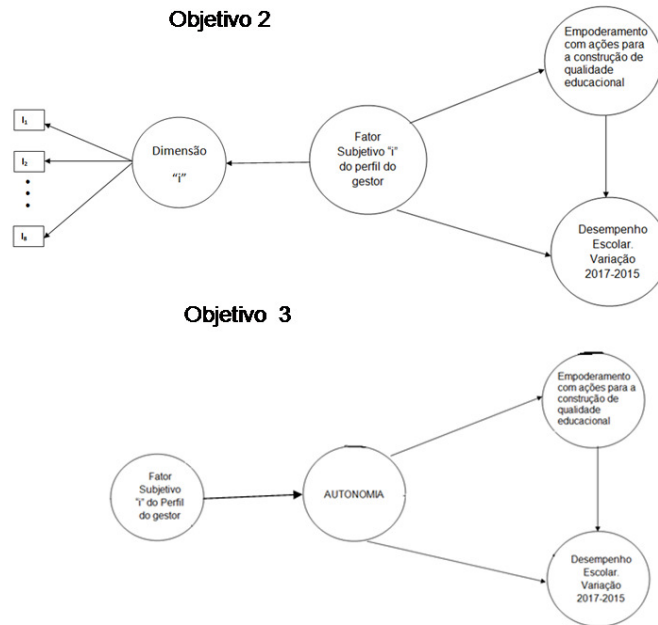 Objetivo 2
Empoderamento
com ações para
a construção de
qualidade
educacional
I₁
I₂
Dimensão
"i"
Fator
Subjetivo "i"
do perfil do
gestor
Desempenho
Escolar.
Variação
2017-2015
Objetivo 3
Empoderamento
com ações para a
construção de
qualidade
educacional
Fator
Subjetivo
"i" do Perfil
do gestor
AUTONOMIA
Desempenho
Escolar.
Variação
2017-2015